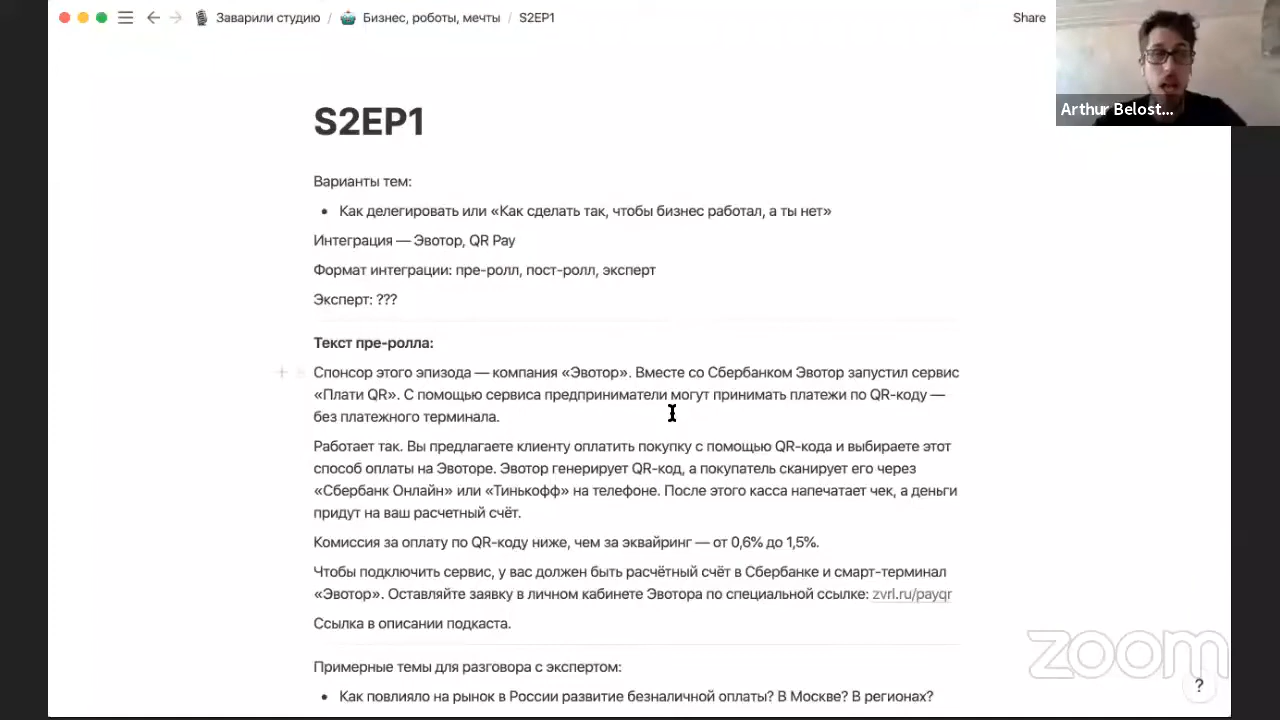 Заварили студию / Бизнес, роботы, мечты / S2EP1
Share
Arthur Belost...
S2EP1
Варианты тем:
• Как делегировать или «Как сделать так, чтобы бизнес работал, а ты нет»
Интеграция — Эвотор, QR Pay
Формат интеграции: пре-ролл, пост-ролл, эксперт
Эксперт: ???
Текст пре-ролла:
Спонсор этого эпизода — компания «Эвотор». Вместе со Сбербанком Эвотор запустил сервис
«Плати QR». С помощью сервиса предприниматели могут принимать платежи по QR-коду —
без платежного терминала.
Работает так. Вы предлагаете клиенту оплатить покупку с помощью QR-кода и выбираете этот
способ оплаты на Эвоторе. Эвотор генерирует QR-код, а покупатель сканирует его через
«Сбербанк Онлайн» или «Тинькофф» на телефоне. После этого касса напечатает чек, а деньги
придут на ваш расчетный счёт.
Комиссия за оплату по QR-коду ниже, чем за эквайринг — от 0,6% до 1,5%.
Чтобы подключить сервис, у вас должен быть расчётный счёт в Сбербанке и смарт-терминал
«Эвотор». Оставляйте заявку в личном кабинете Эвотора по специальной ссылке: zvrl.ru/payqr
Ссылка в описании подкаста.
zoom
?
Примерные темы для разговора с экспертом:
• Как повлияло на рынок в России развитие безналичной оплаты? В Москве? В регионах?